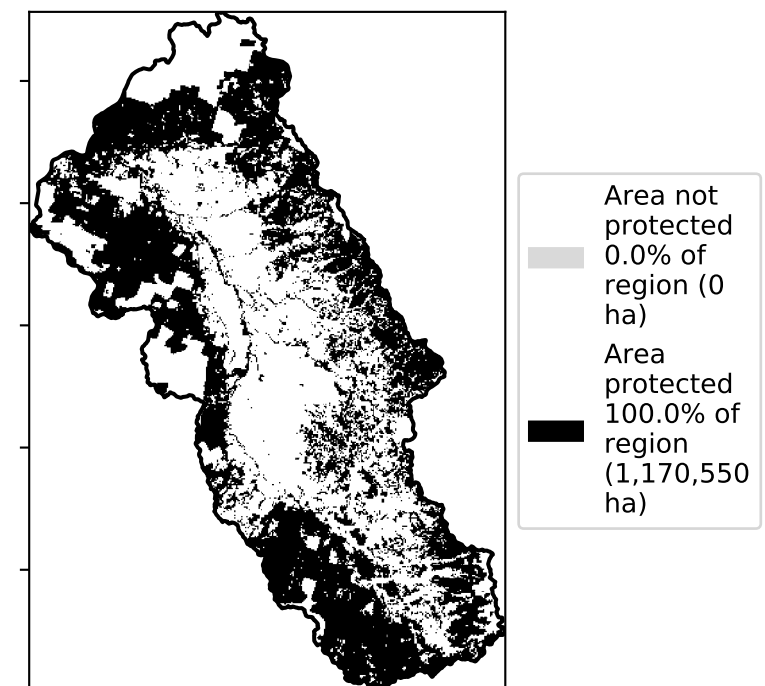 Area not
protected
0.0% of
region (0
ha)
Area
protected
100.0% of
region
(1,170,550
ha)